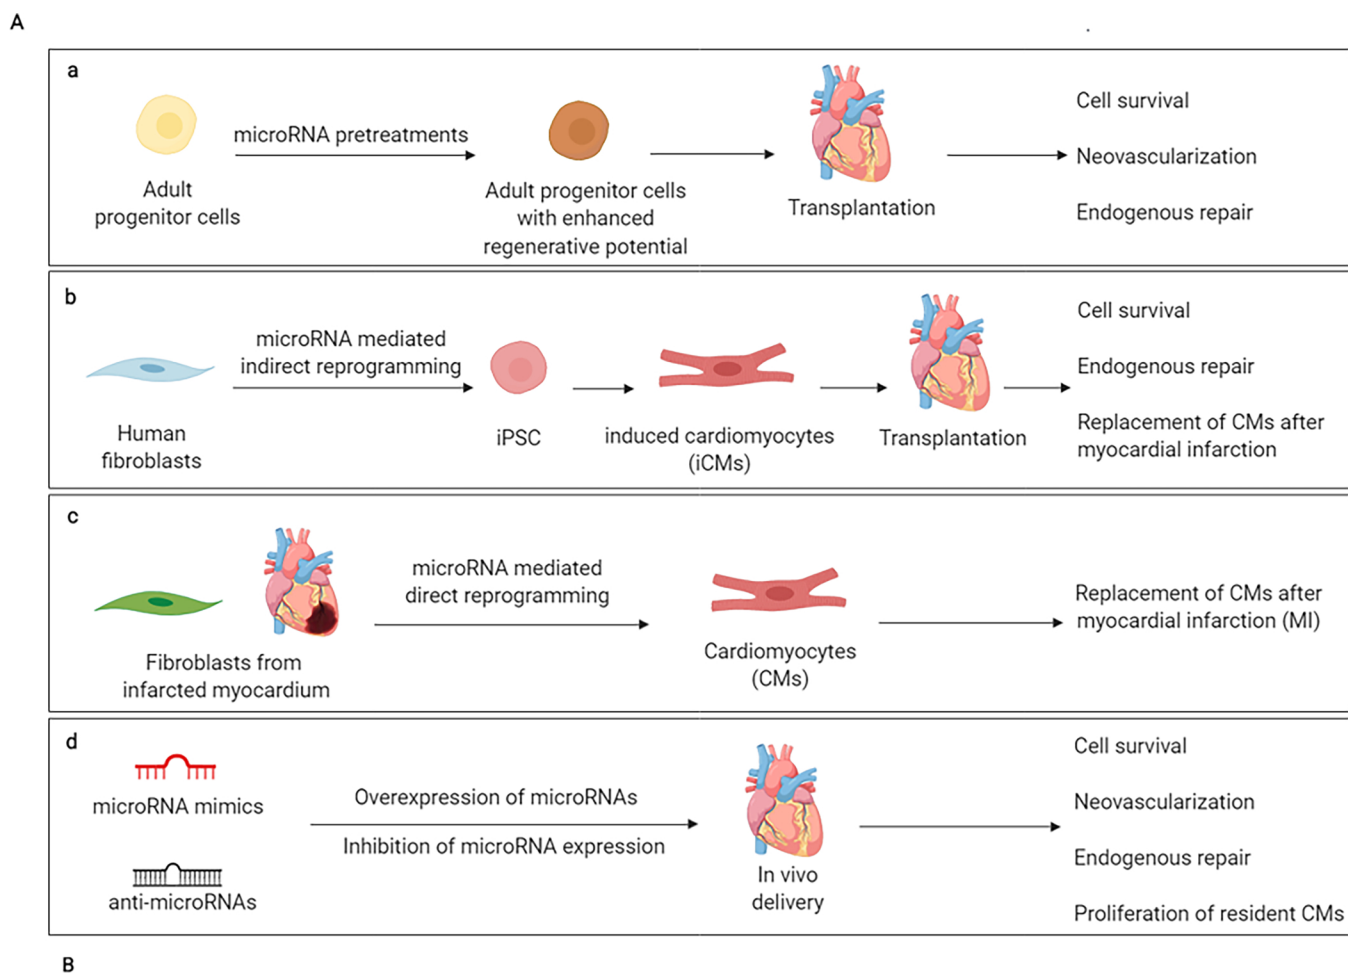 A
a
Adult
progenitor cells
microRNA pretreatments
Adult progenitor cells
with enhanced
regenerative potential
Transplantation
Cell survival
Neovascularization
Endogenous repair
b
Human
fibroblasts
microRNA mediated
indirect reprogramming
iPSC
induced cardiomyocytes
(iCMs)
Transplantation
Cell survival
Endogenous repair
Replacement of CMs after
myocardial infarction
c
Fibroblasts from
infarcted myocardium
microRNA mediated
direct reprogramming
Cardiomyocytes
(CMs)
Replacement of CMs after
myocardial infarction (MI)
d
microRNA mimics
anti-microRNAs
Overexpression of microRNAs
Inhibition of microRNA expression
In vivo
delivery
Cell survival
Neovascularization
Endogenous repair
Proliferation of resident CMs
B